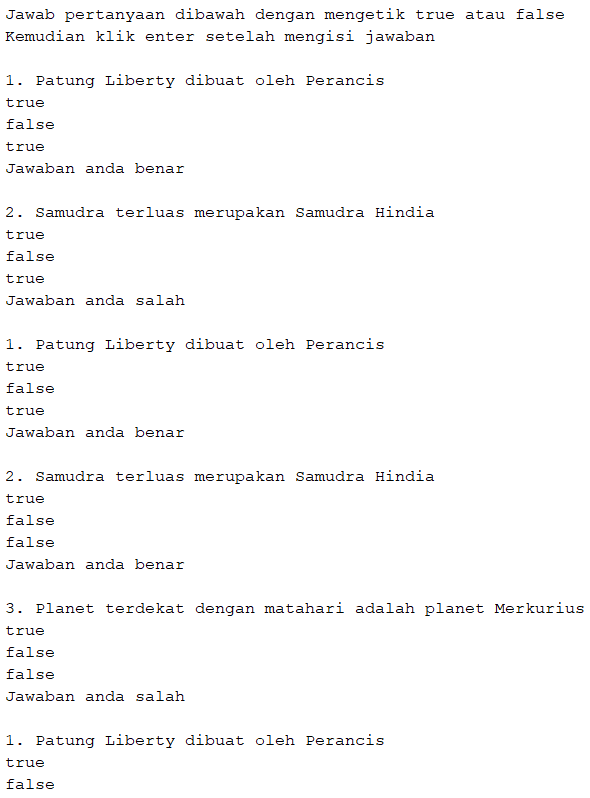 Jawab pertanyaan dibawah dengan mengetik true atau false
Kemudian klik enter setelah mengisi jawaban
1. Patung Liberty dibuat oleh Perancis
true
false
true
Jawaban anda benar
2. Samudra terluas merupakan Samudra Hindia
true
false
true
Jawaban anda salah
1. Patung Liberty dibuat oleh Perancis
true
false
true
Jawaban anda benar
2. Samudra terluas merupakan Samudra Hindia
true
false
false
Jawaban anda benar
3. Planet terdekat dengan matahari adalah planet Merkurius
true
false
false
Jawaban anda salah
1. Patung Liberty dibuat oleh Perancis
true
false